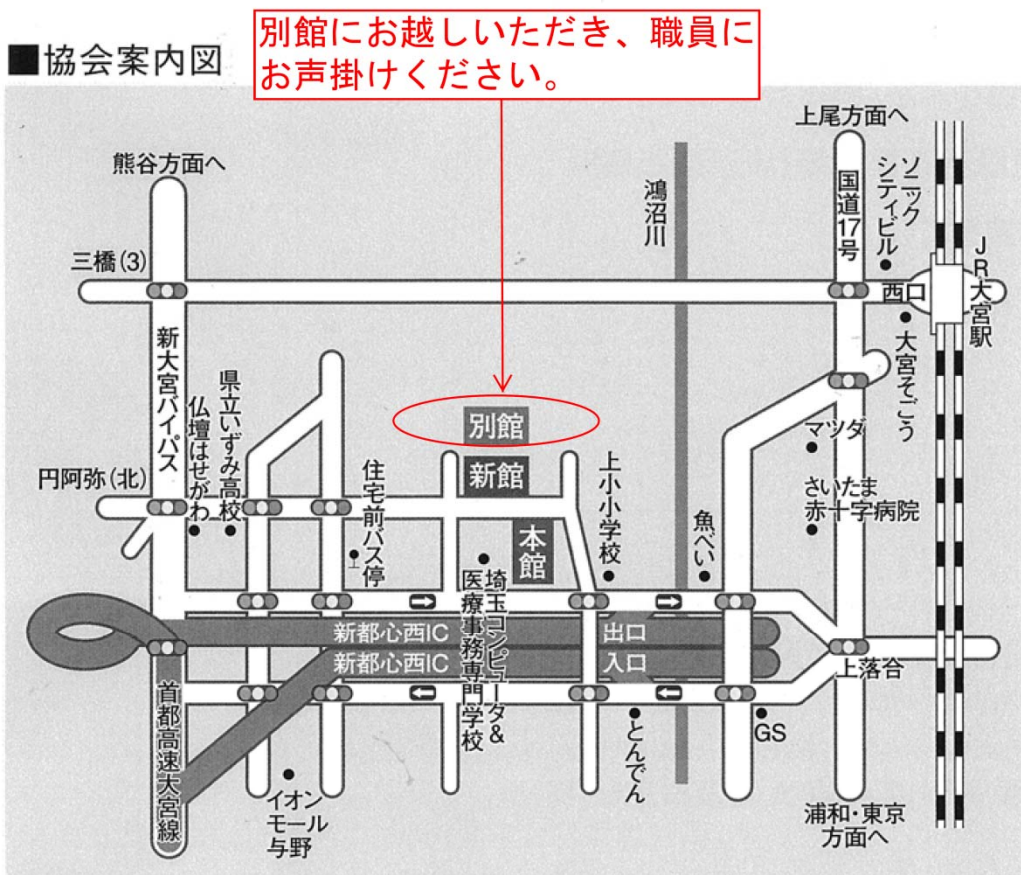 別館にお越しいただき、職員に
お声掛けください。
■協会案内図
上尾方面へ
熊谷方面へ
国道17号
ソニック
シティビル
鴻沼川
三橋(3)
西口
JR大宮駅
大宮そごう
新大宮バイパス
県立いずみ高校
仏壇はせがわ
別館
マツダ
円阿弥(北)
新館
住宅前バス停
上小小学校
さいたま
赤十字病院
魚べい
本館
埼玉コンピュータ&
医療事務専門学校
新都心西IC
出口
新都心西IC
入口
上落合
首都高速大宮線
とんでん
GS
イオン
モール
与野
浦和・東京
方面へ